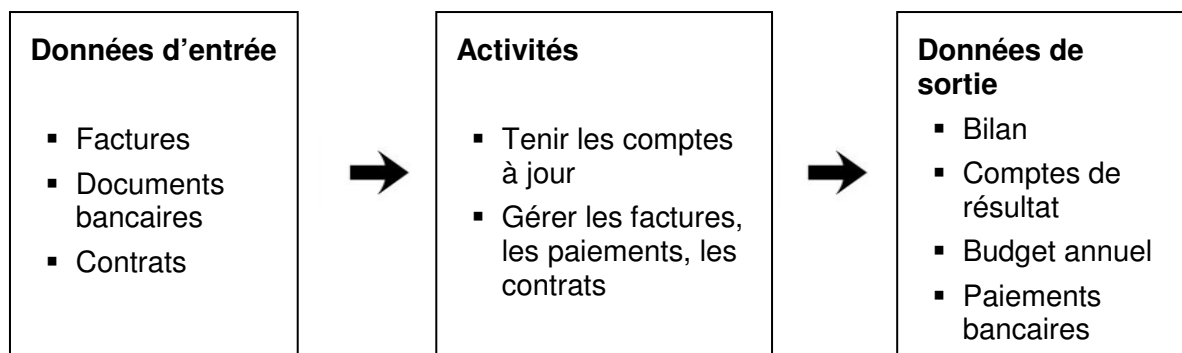 Données d’entrée
▪ Factures
▪ Documents
bancaires
▪ Contrats
Activités
▪ Tenir les comptes
à jour
▪ Gérer les factures,
les paiements, les
contrats
Données de
sortie
▪ Bilan
▪ Comptes de
résultat
▪ Budget annuel
▪ Paiements
bancaires